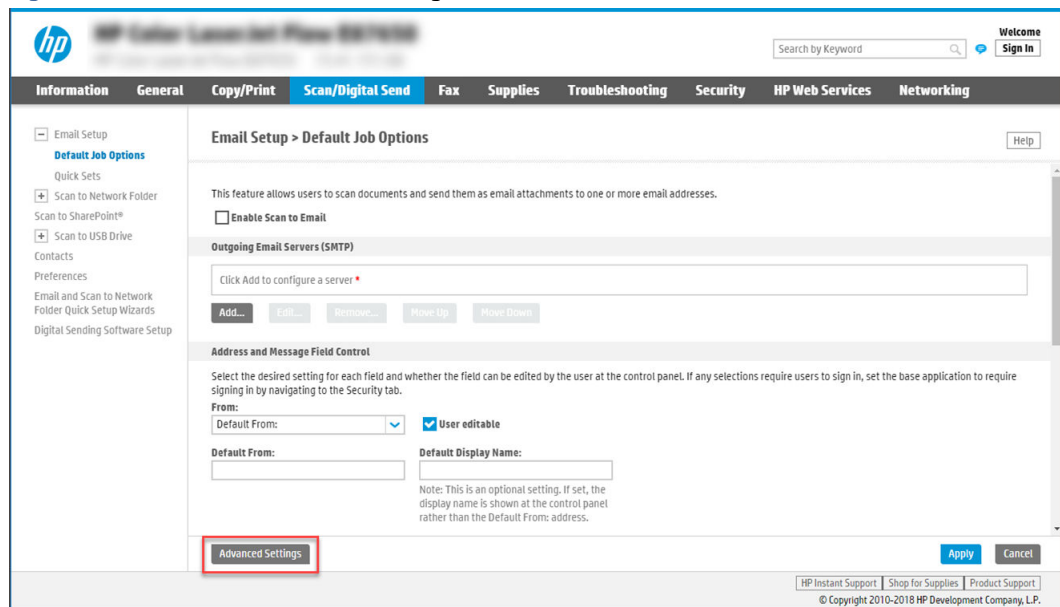 hp
Welcome
Search by Keyword
Sign In
Information General Copy/Print Scan/Digital Send Fax Supplies Troubleshooting Security HP Web Services Networking
Email Setup
Default Job Options
Quick Sets
Scan to Network Folder
Scan to SharePoint®
Scan to USB Drive
Contacts
Preferences
Email and Scan to Network
Folder Quick Setup Wizards
Digital Sending Software Setup
Email Setup > Default Job Options
Help
This feature allows users to scan documents and send them as email attachments to one or more email addresses.
Enable Scan to Email
Outgoing Email Servers (SMTP)
Click Add to configure a server *
Add... Edit... Remove... Move Up Move Down
Address and Message Field Control
Select the desired setting for each field and whether the field can be edited by the user at the control panel. If any selections require users to sign in, set the base application to require
signing in by navigating to the Security tab.
From:
Default From: User editable
Default From: Default Display Name:
Note: This is an optional setting. If set, the
display name is shown at the control panel
rather than the Default From: address.
Advanced Settings Apply Cancel
HP Instant Support Shop for Supplies Product Support
© Copyright 2010-2018 HP Development Company, L.P.